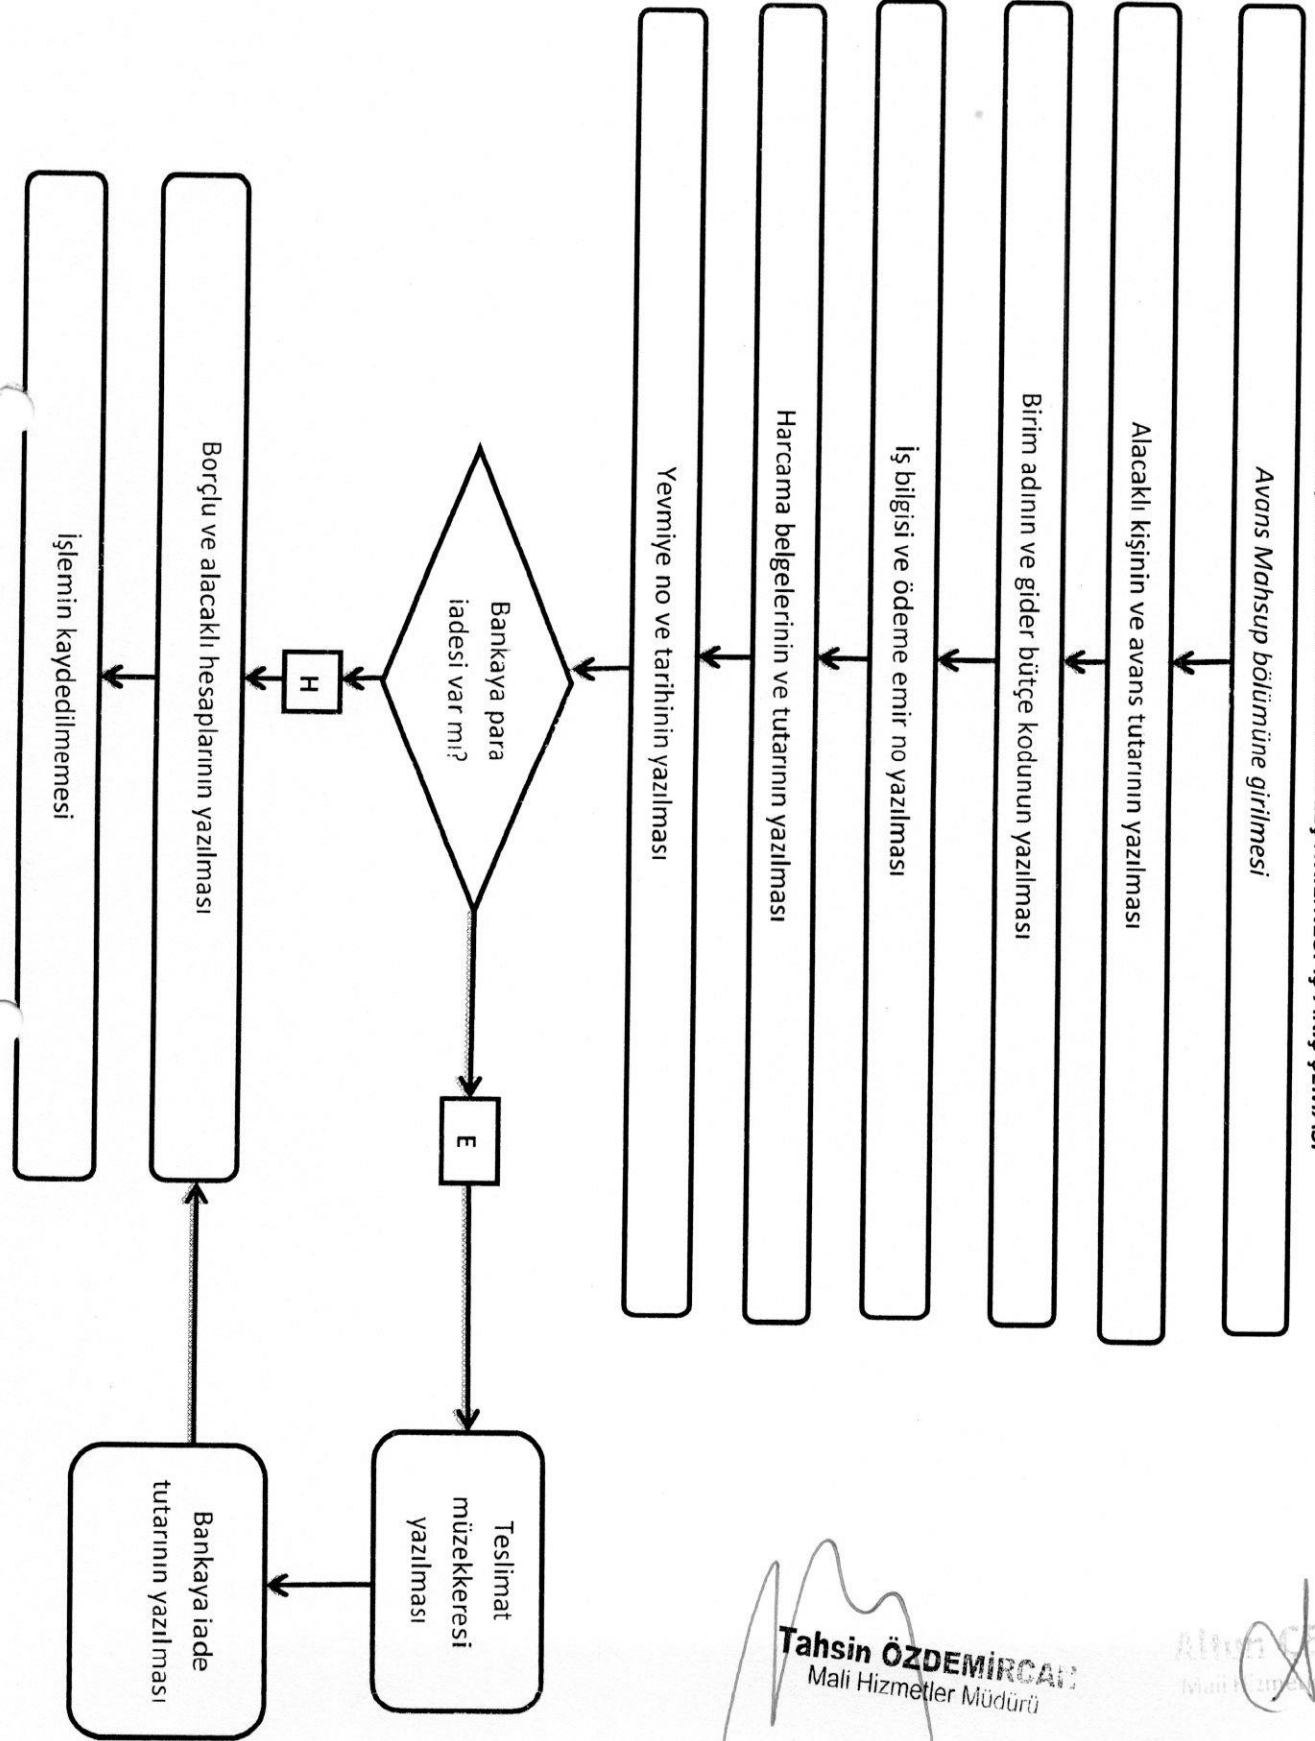 Avans Mahsup bölümüne girilmesi
Alacaklı kişinin ve avans tutarının yazılması
Birim adının ve gider bütçe kodunun yazılması
İş bilgisi ve ödeme emir no yazılması
Harcama belgelerinin ve tutarının yazılması
Yevmiye no ve tarihinin yazılması
Bankaya para
iadesi var mı?
E
Teslimat
müzekkeresi
yazılması
Bankaya iade
tutarının yazılması
H
Borçlu ve alacaklı hesaplarının yazılması
İşlemin kaydedilmemesi
Tahsin ÖZDEMİRCAN
Mali Hizmetler Müdürü
Altun